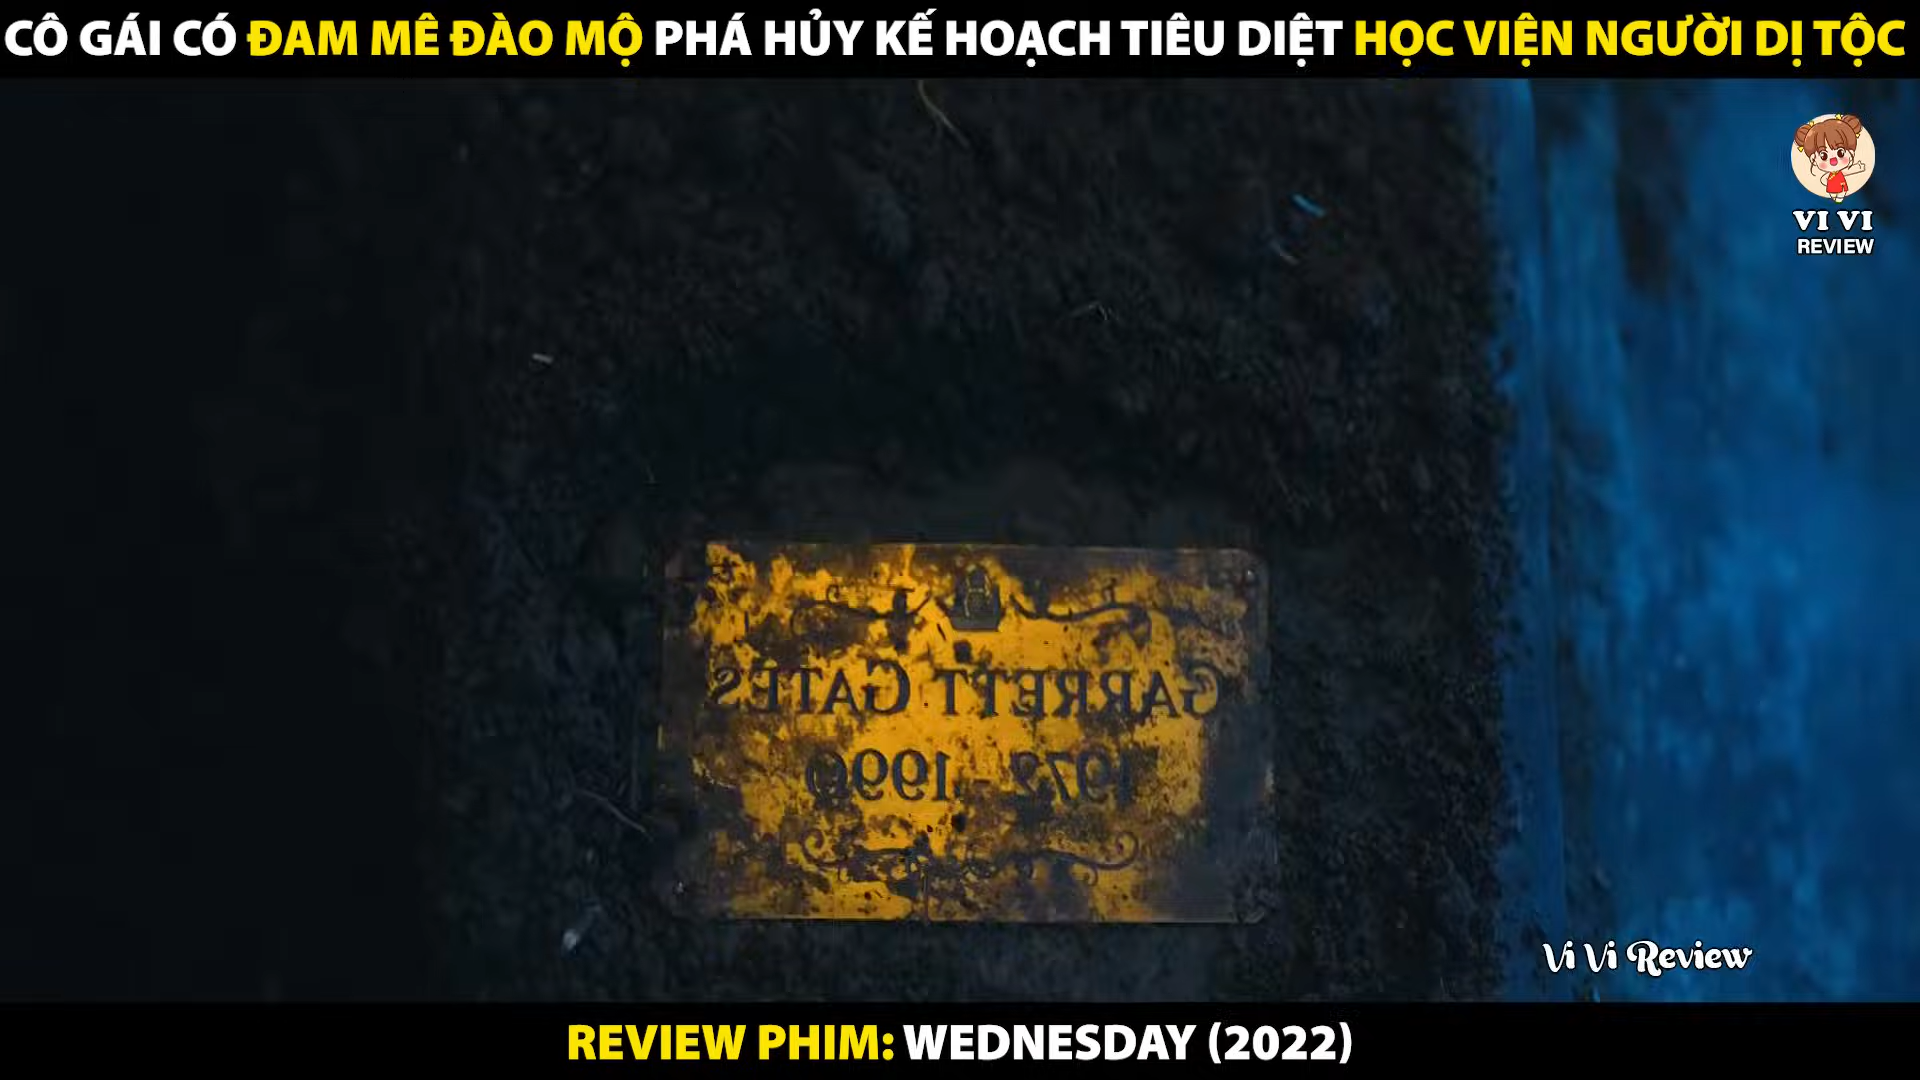 CÔ GÁI CÓ ĐAM MÊ ĐÀO MỘ PHÁ HỦY KẾ HOẠCH TIÊU DIỆT HỌC VIỆN NGƯỜI DỊ TỘC
VI VI
REVIEW
GARRETT GATES
1972 - 1990
Vi Vi Review
REVIEW PHIM: WEDNESDAY (2022)